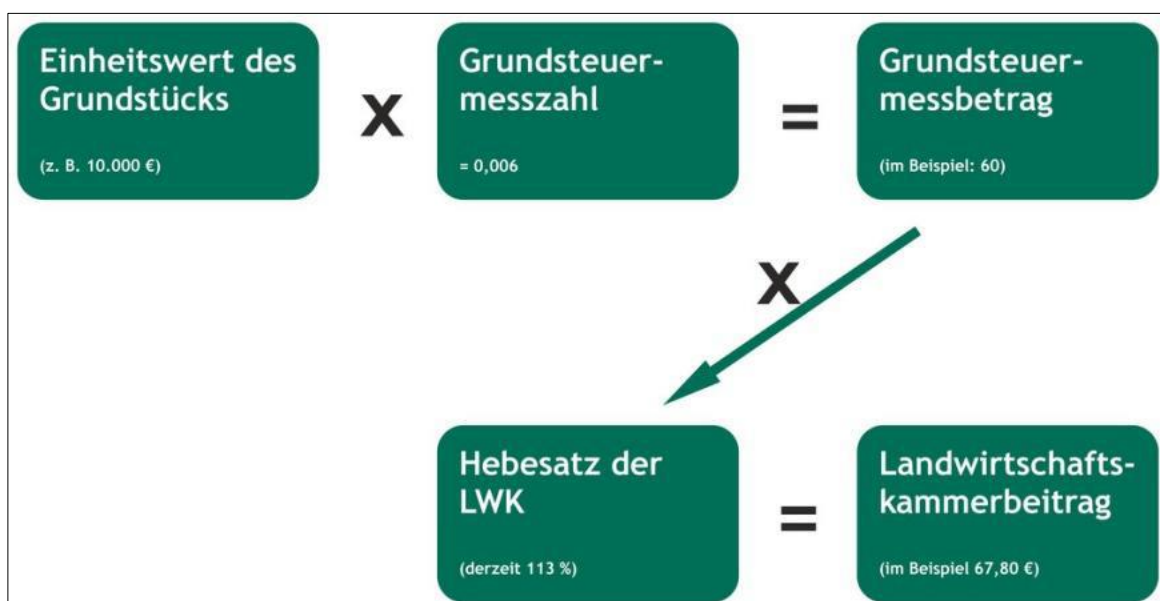 Einheitswert des
Grundstücks
(z. B. 10.000 €)
X
Grundsteuer-
messzahl
= 0,006
=
Grundsteuer-
messbetrag
(im Beispiel: 60)
X
Hebesatz der
LWK
(derzeit 113 %)
=
Landwirtschafts-
kammerbeitrag
(im Beispiel 67,80 €)